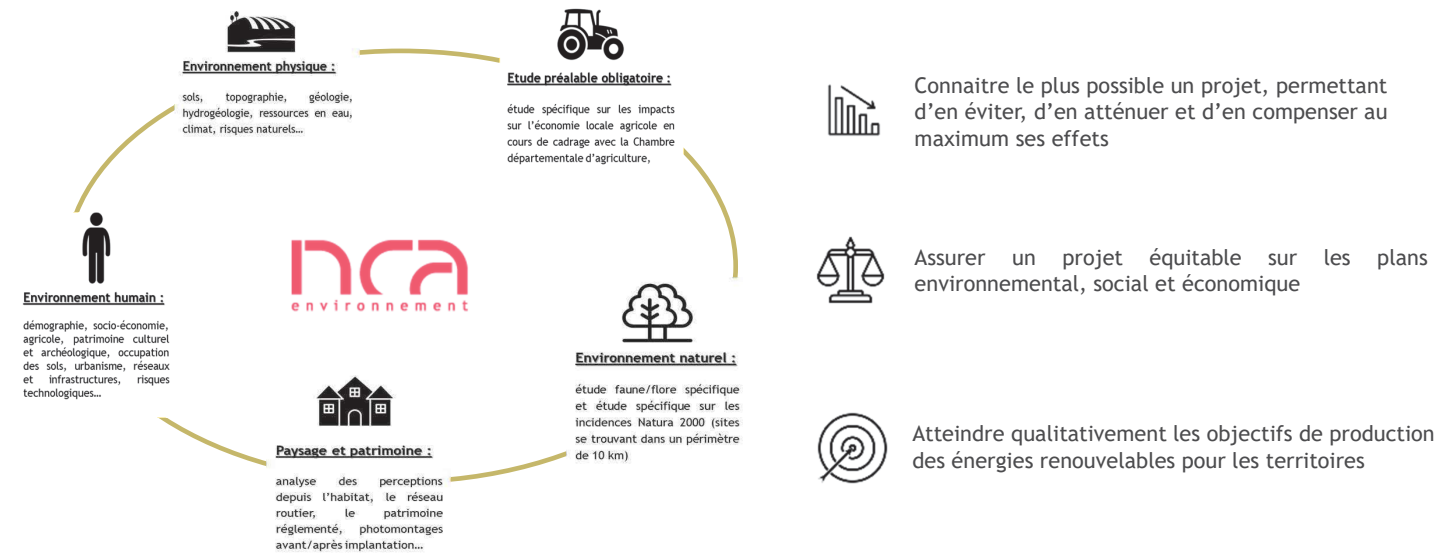 Environnement physique :
sols, topographie, géologie,
hydrogéologie, ressources en eau,
climat, risques naturels…
Etude préalable obligatoire :
étude spécifique sur les impacts
sur l’économie locale agricole en
cours de cadrage avec la Chambre
départementale d’agriculture,
Environnement humain :
démographie, socio-économie,
agricole, patrimoine culturel
et archéologique, occupation
des sols, urbanisme, réseaux
et infrastructures, risques
technologiques…
nca
environnement
Environnement naturel :
étude faune/flore spécifique
et étude spécifique sur les
incidences Natura 2000 (sites
se trouvant dans un périmètre
de 10 km)
Paysage et patrimoine :
analyse des perceptions
depuis l’habitat, le réseau
routier, le patrimoine
réglementé, photomontages
avant/après implantation…
Connaitre le plus possible un projet, permettant
d’en éviter, d’en atténuer et d’en compenser au
maximum ses effets
Assurer un projet équitable sur les plans
environnemental, social et économique
Atteindre qualitativement les objectifs de production
des énergies renouvelables pour les territoires